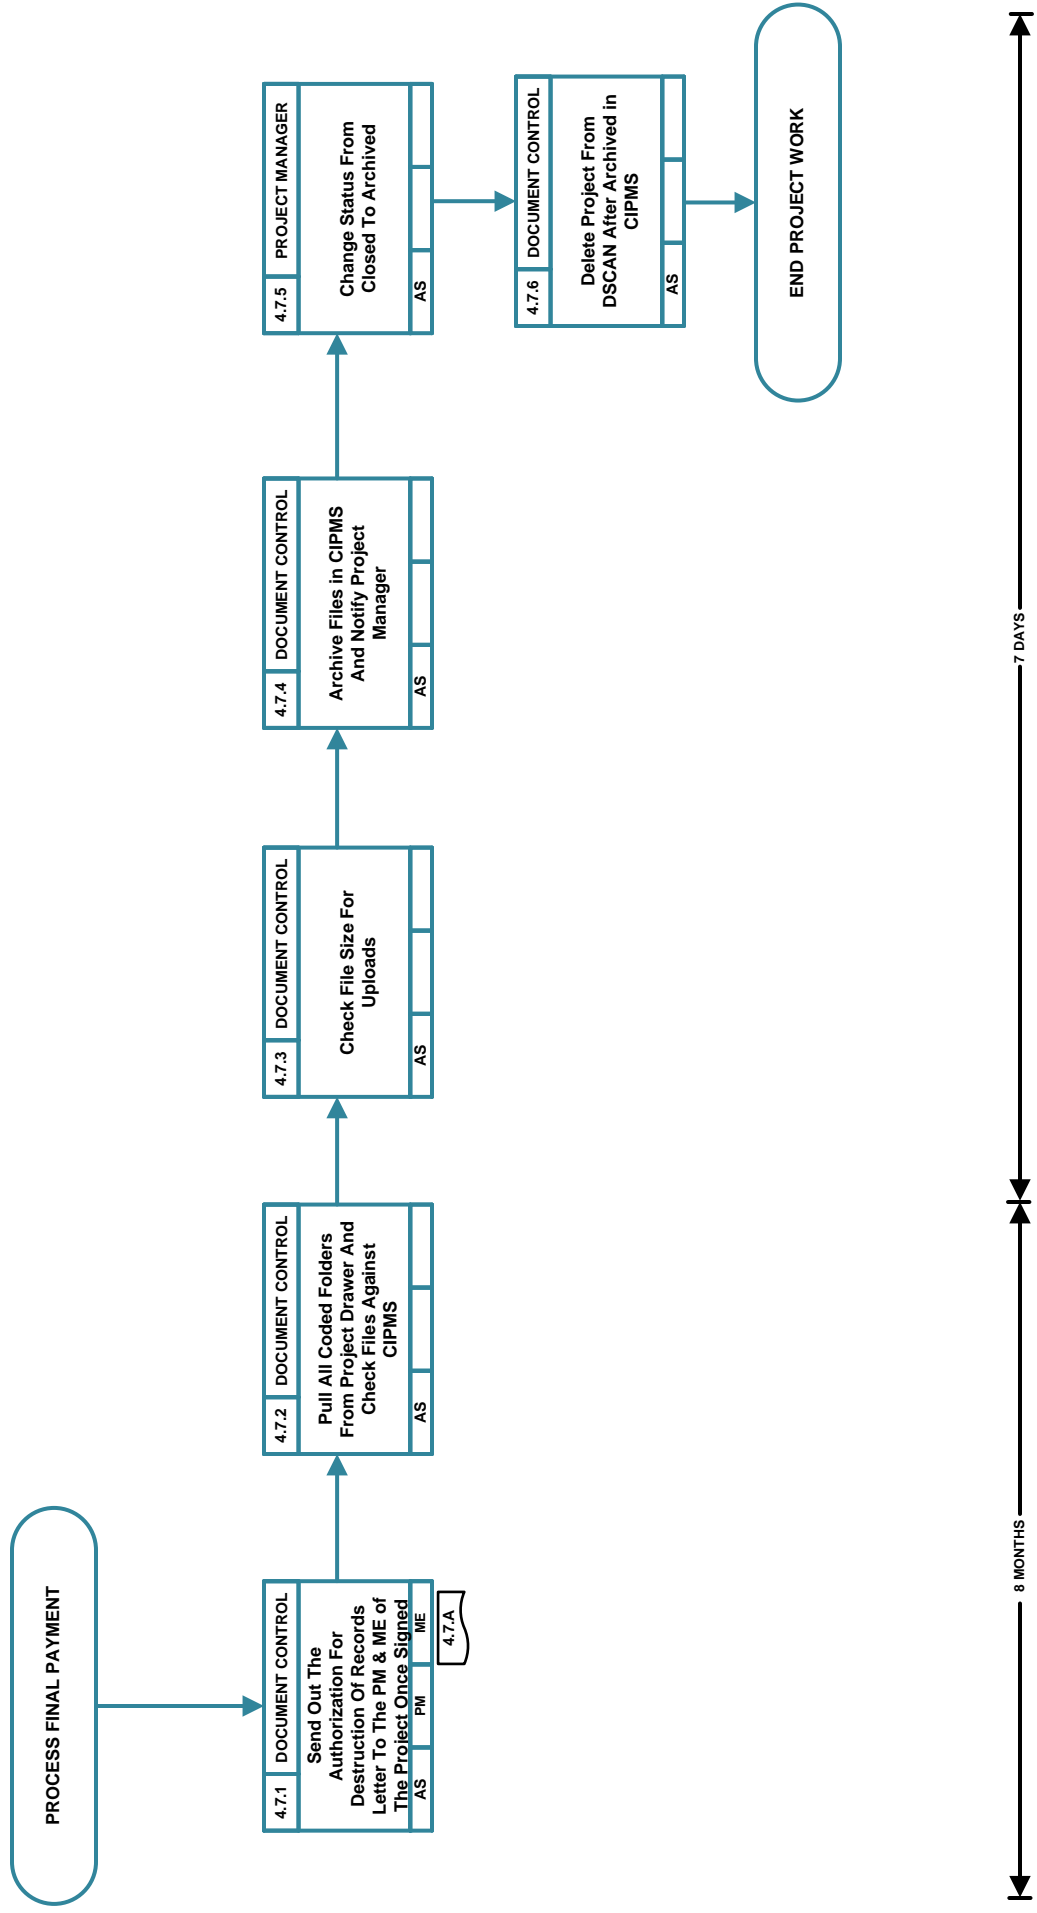 PROCESS FINAL PAYMENT
4.7.1
DOCUMENT CONTROL
Send Out The
Authorization For
Destruction Of Records
Letter To The PM & ME of
The Project Once Signed
AS
PM
ME
4.7.A
4.7.2
DOCUMENT CONTROL
Pull All Coded Folders
From Project Drawer And
Check Files Against
CIPMS
AS
4.7.3
DOCUMENT CONTROL
Check File Size For
Uploads
AS
4.7.4
DOCUMENT CONTROL
Archive Files in CIPMS
And Notify Project
Manager
AS
4.7.5
PROJECT MANAGER
Change Status From
Closed To Archived
AS
4.7.6
DOCUMENT CONTROL
Delete Project From
DSCAN After Archived in
CIPMS
AS
END PROJECT WORK
8 MONTHS
7 DAYS